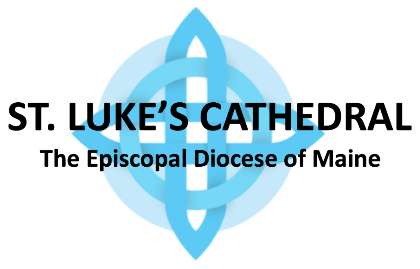 ST. LUKE’S CATHEDRAL
The Episcopal Diocese of Maine